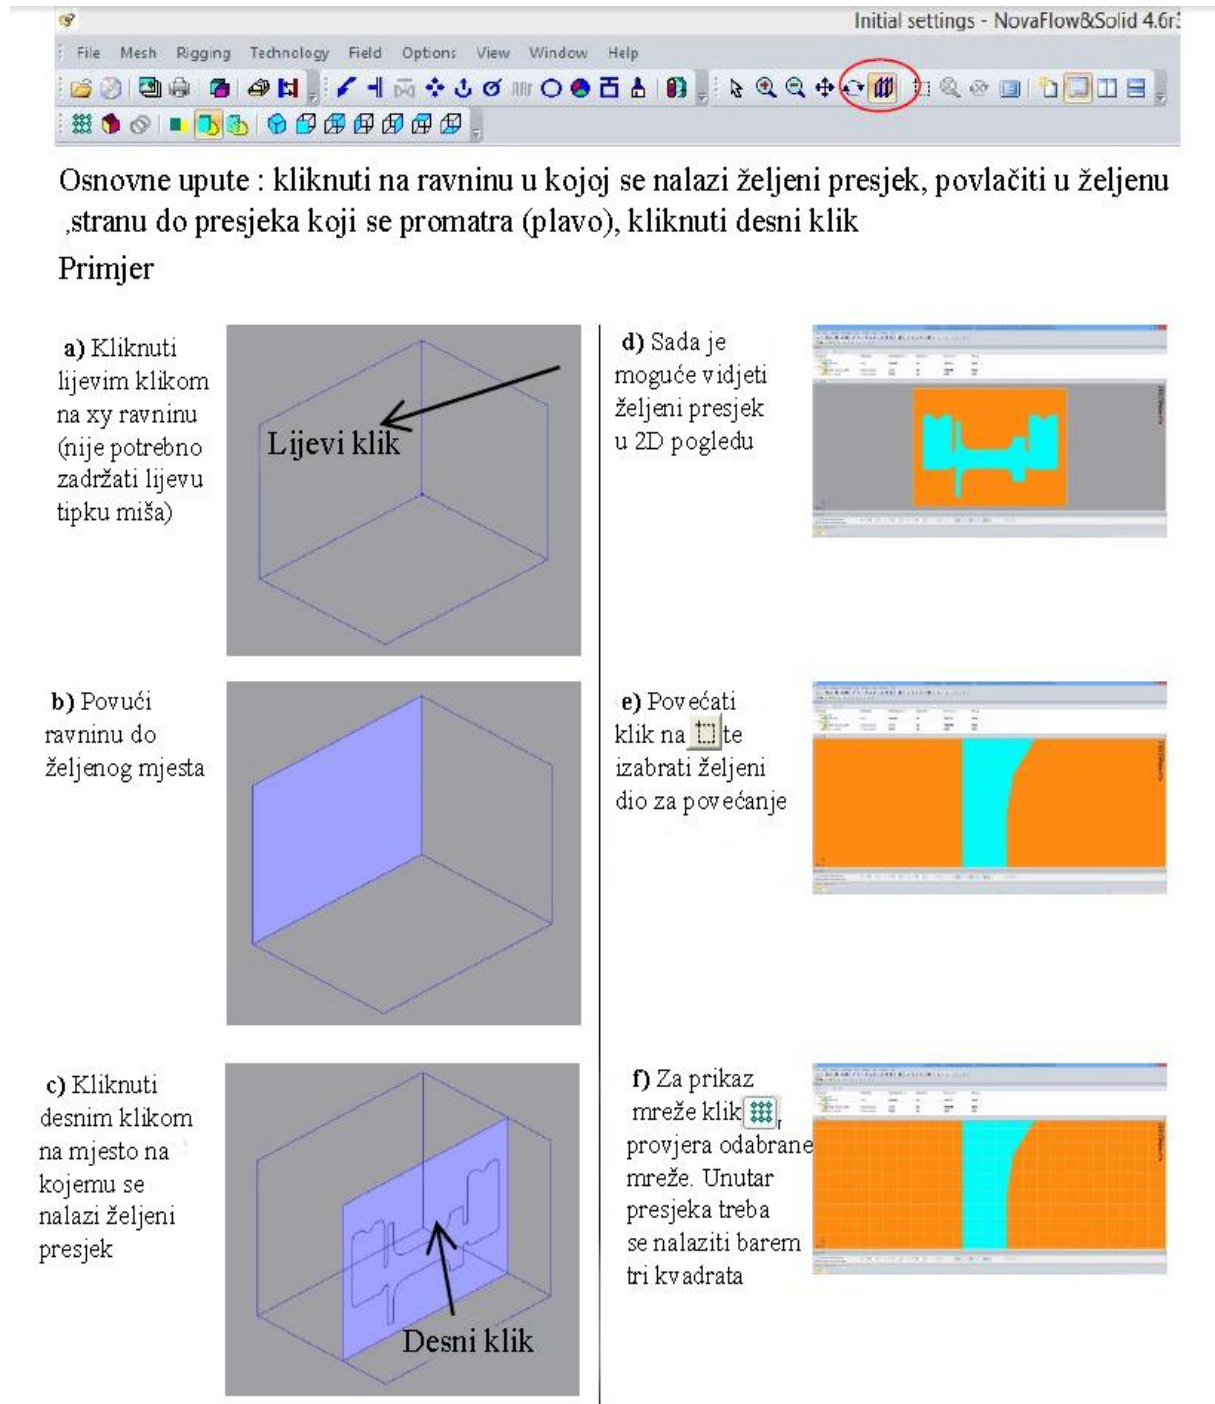 Initial settings - NovaFlow&Solid 4.6r3
File Mesh Rigging Technology Field Options View Window Help
Osnovne upute : kliknuti na ravninu u kojoj se nalazi željeni presjek, povlačiti u željenu
,stranu do presjeka koji se promatra (plavo), kliknuti desni klik
Primjer
a) Kliknuti
lijevim klikom
na xy ravninu
(nije potrebno
zadržati lijevu
tipku miša)
Lijevi klik
b) Povući
ravninu do
željenog mjesta
c) Kliknuti
desnim klikom
na mjesto na
kojemu se
nalazi željeni
presjek
Desni klik
d) Sada je
moguće vidjeti
željeni presjek
u 2D pogledu
e) Povećati
klik na te
izabrati željeni
dio za povećanje
f) Za prikaz
mreže klik ,
provjera odabrane
mreže. Unutar
presjeka treba
se nalaziti barem
tri kvadrata